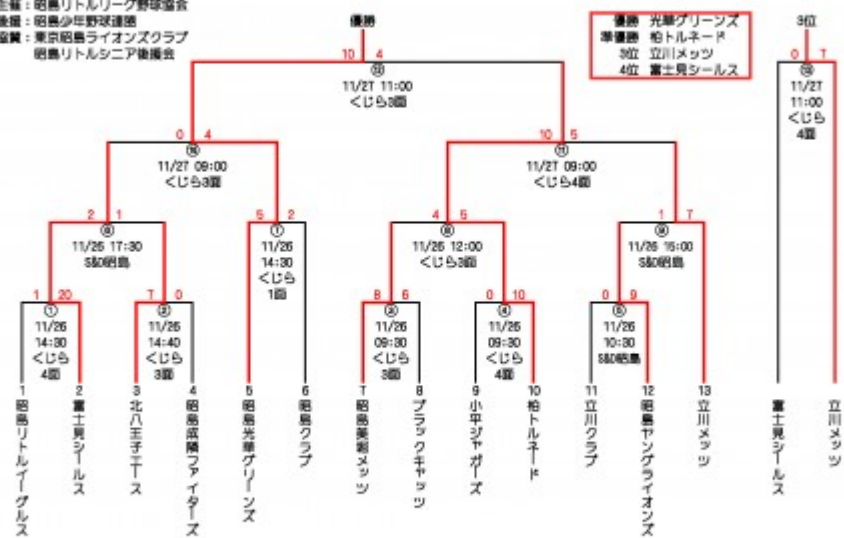 主催：昭島リトルリーグ野球協会
後援：昭島少年野球連盟
協賛：東京昭島ライオンズクラブ
昭島リトルシニア後援会
優勝
優勝 光華グリーンズ
準優勝 柏トルネード
3位 立川メッツ
4位 富士見シールス
3位
10 4
⑫
11/27 11:00
くじら3面
0 7
⑬
11/27
11:00
くじら
4面
0 4
⑩
11/27 09:00
くじら3面
10 5
⑪
11/27 09:00
くじら4面
2 1
⑥
11/26 17:30
S&D昭島
5 2
11/26
14:30
くじら
1面
4 5
⑧
11/26 12:00
くじら3面
1 7
⑨
11/26 15:00
S&D昭島
1 20
①
11/26
14:30
くじら
4面
7 0
②
11/26
14:40
くじら
3面
8 6
③
11/26
09:30
くじら
3面
0 10
④
11/26
09:30
くじら
4面
0 9
⑤
11/26
10:30
S&D昭島
1 昭島リトルイーグルス
2 富士見シールス
3 北八王子エース
4 昭島成隣ファイターズ
5 昭島光華グリーンズ
6 昭島クラブ
7 昭島美メッツ
8 ブラックキャッツ
9 小平ジャガーズ
10 柏トルネード
11 立川クラブ
12 昭島ヤングライオンズ
13 立川メッツ
富士見シールス
立川メッツ